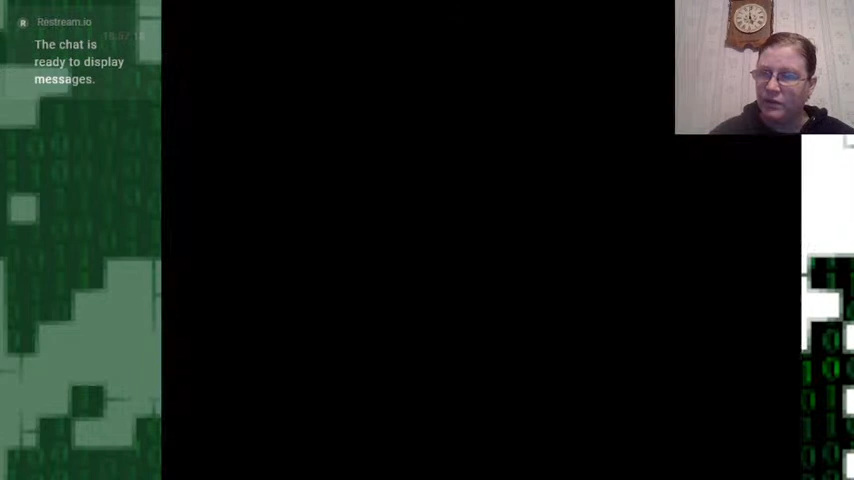 Restream.io
The chat is
ready to display
messages.